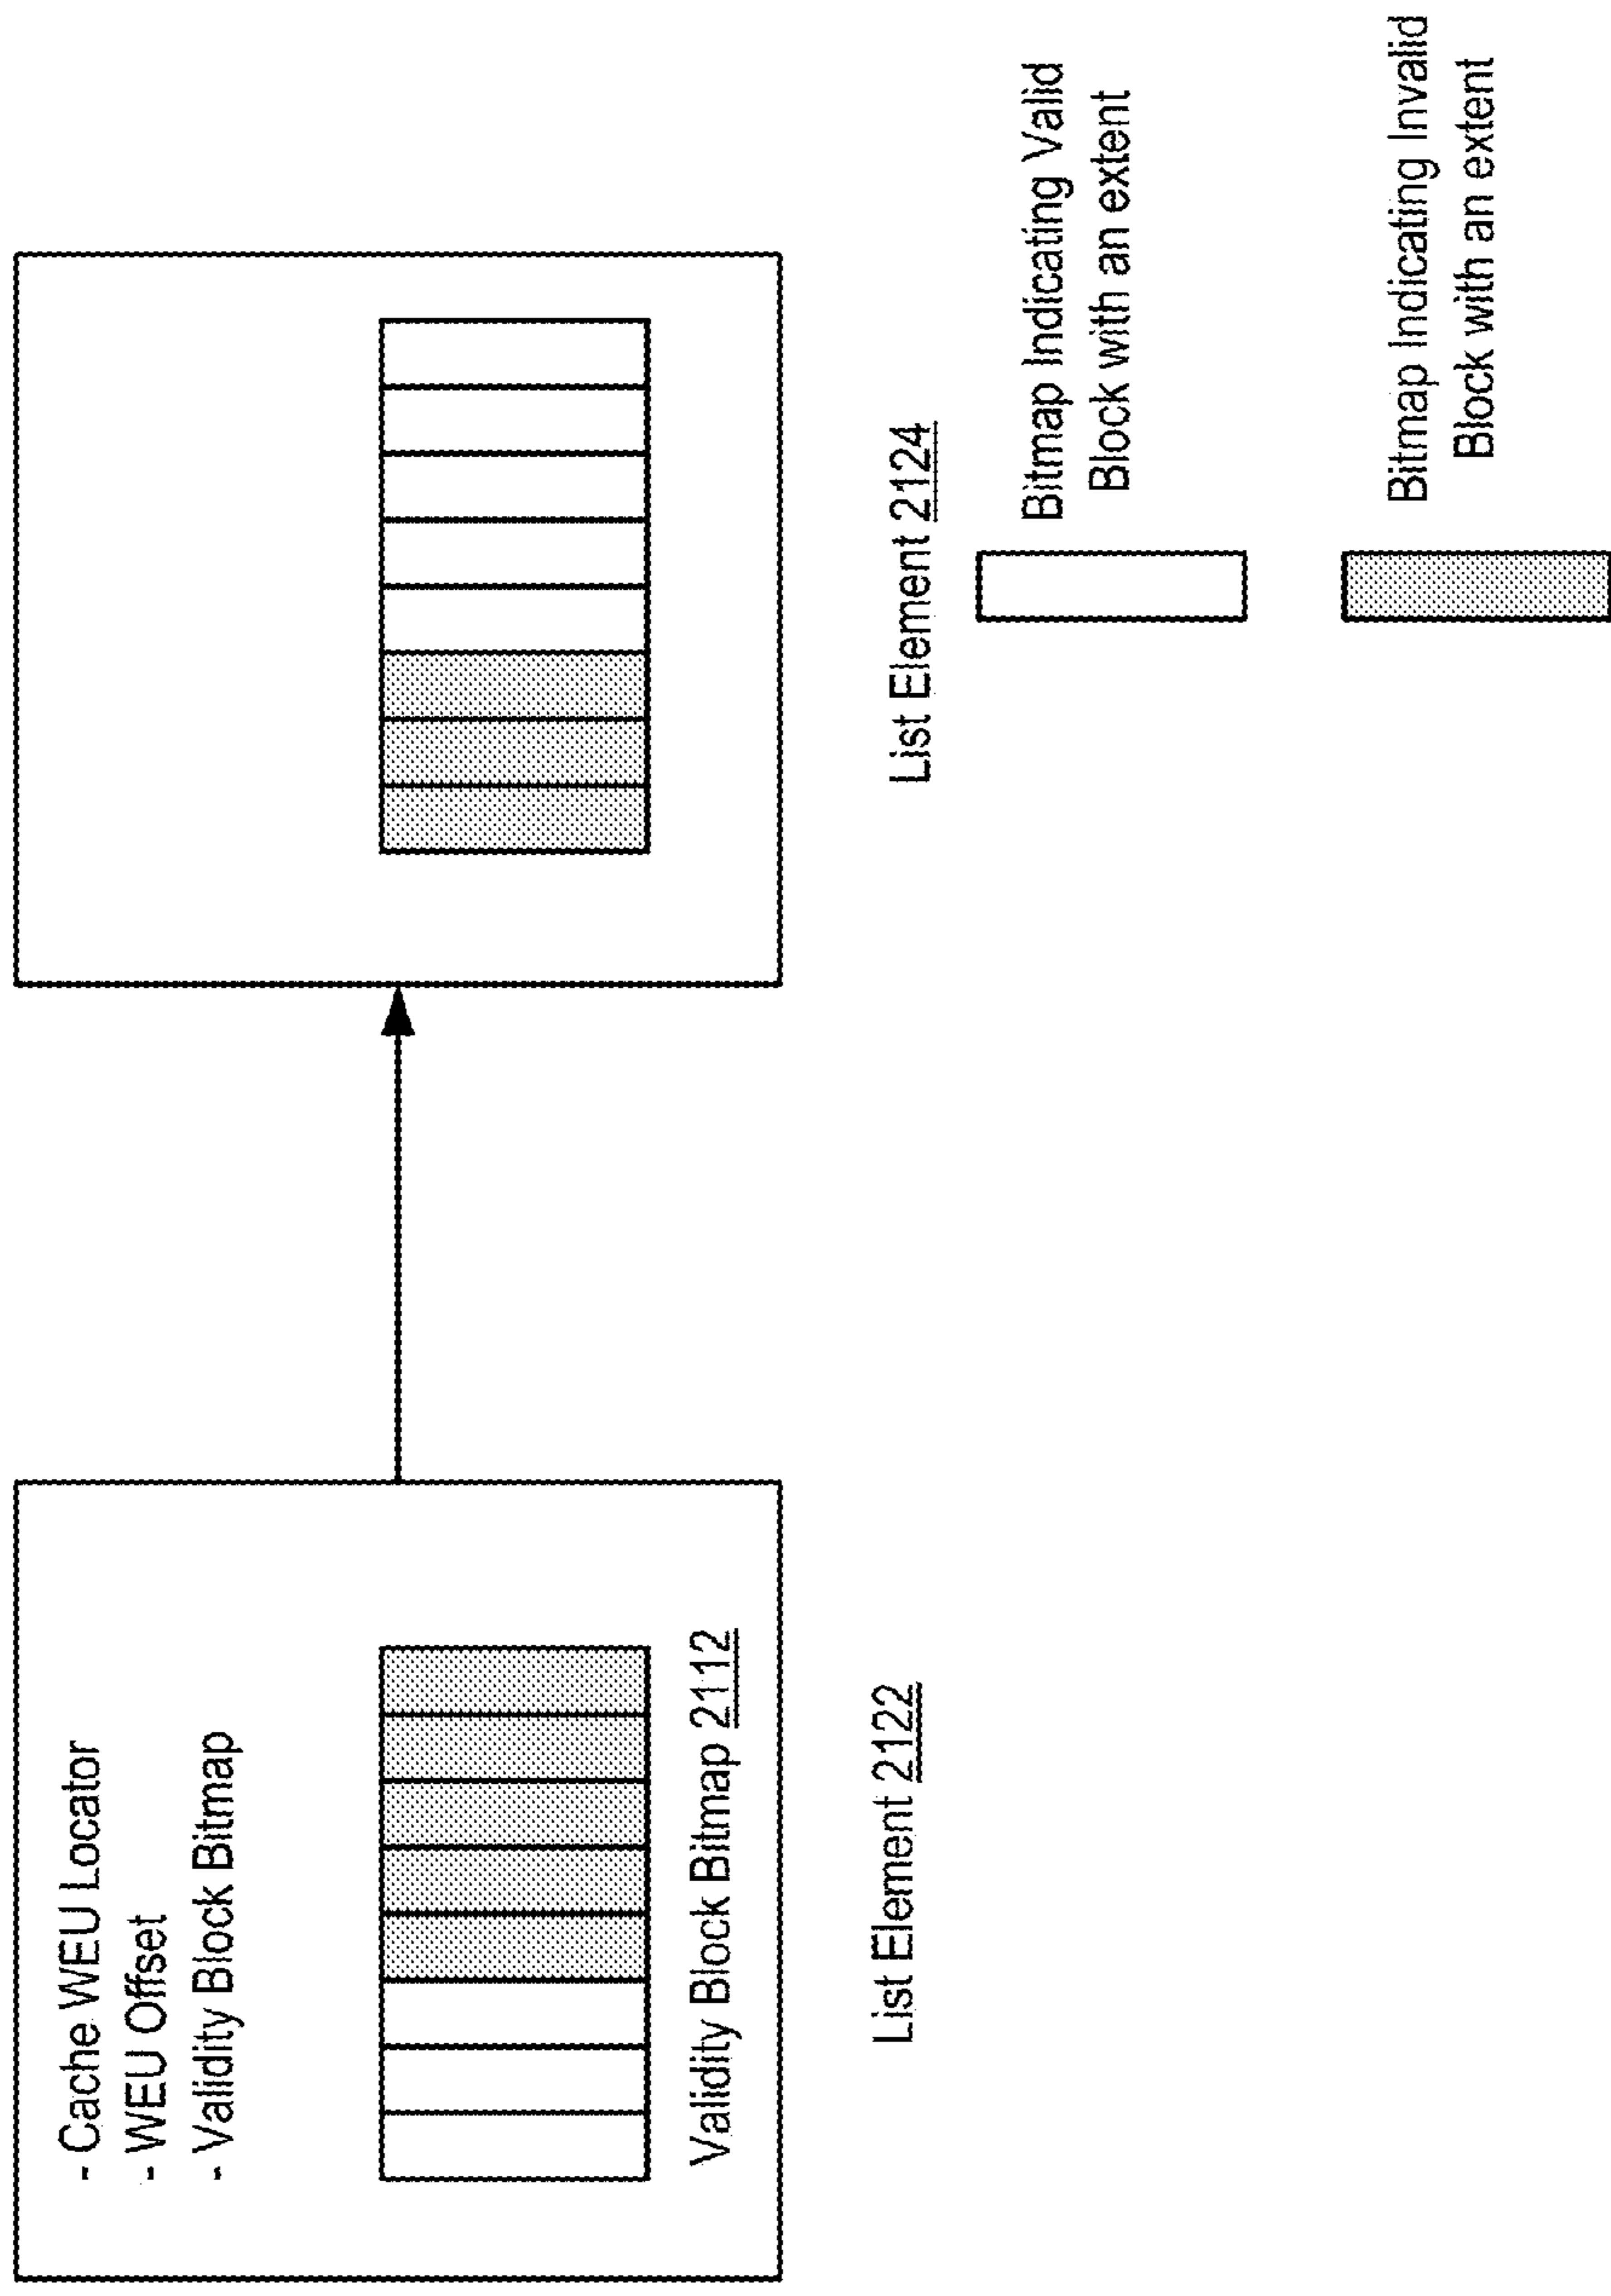 - Cache WEU Locator
- WEU Offset
- Validity Block Bitmap
Validity Block Bitmap 2112
List Element 2122
List Element 2124
Bitmap Indicating Valid
Block with an extent
Bitmap Indicating Invalid
Block with an extent